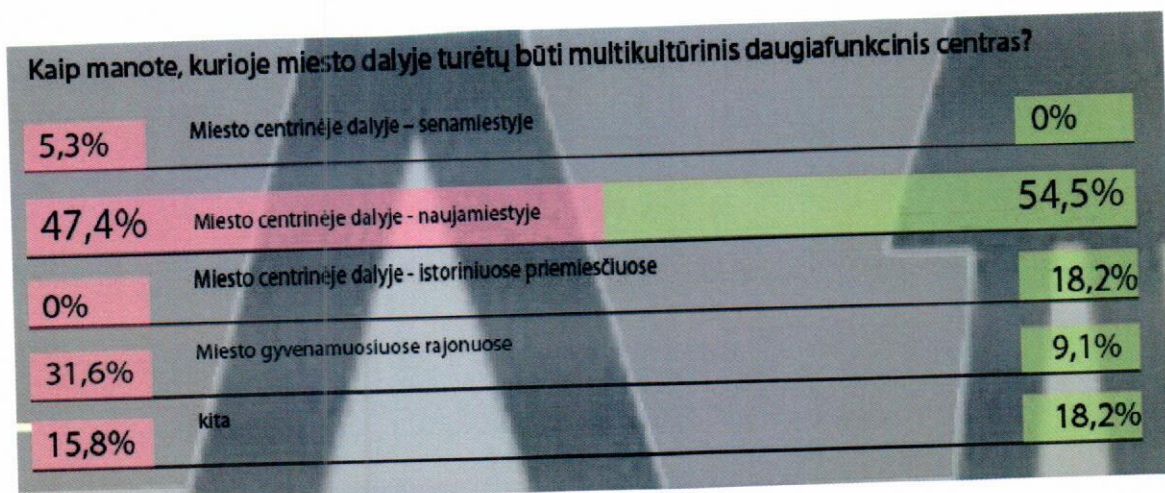 Kaip manote, kurioje miesto dalyje turėtų būti multikultūrinis daugiafunkcinis centras?
5,3% Miesto centrinėje dalyje – senamiestyje 0%
47,4% Miesto centrinėje dalyje - naujamiestyje 54,5%
0% Miesto centrinėje dalyje - istoriniuose priemiesčiuose 18,2%
31,6% Miesto gyvenamuosiuose rajonuose 9,1%
15,8% kita 18,2%